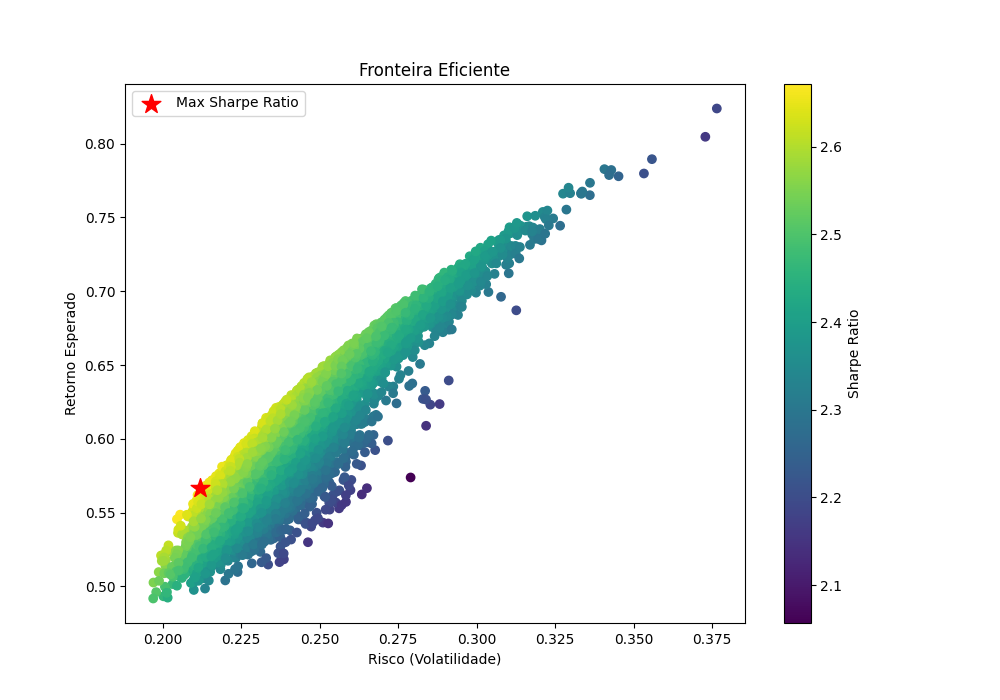 Fronteira Eficiente
Max Sharpe Ratio
0.80
0.75
0.70
0.65
0.60
0.55
0.50
Retorno Esperado
0.200 0.225 0.250 0.275 0.300 0.325 0.350 0.375
Risco (Volatilidade)
2.6
2.5
2.4
2.3
2.2
2.1
Sharpe Ratio